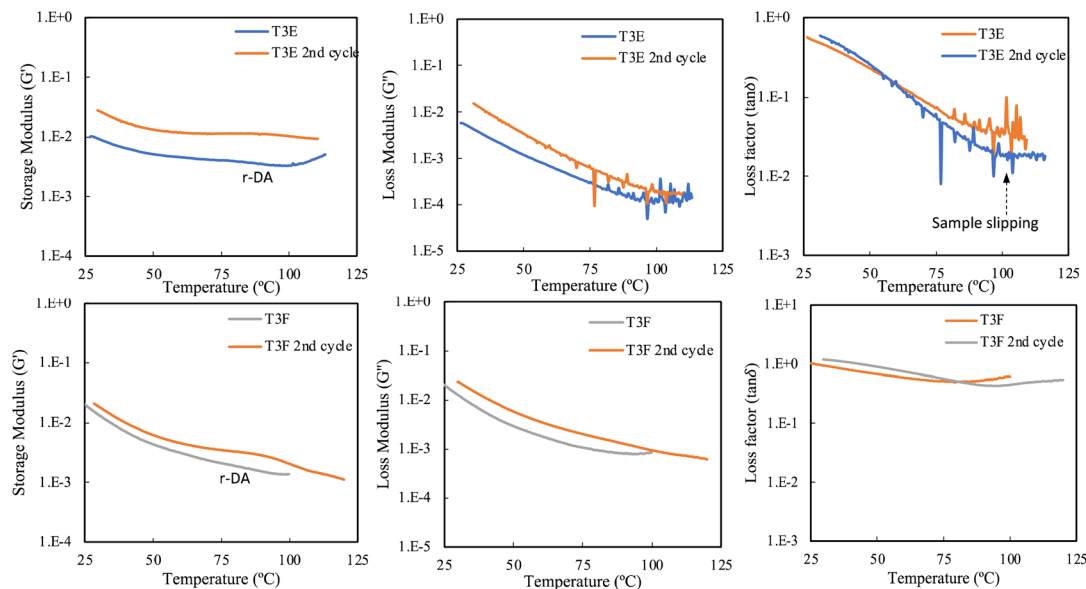 1.E+0
1.E-1
1.E-2
1.E-3
1.E-4
Storage Modulus (G')
T3E
T3E 2nd cycle
r-DA
25 50 75 100 125
Temperature (ºC)
1.E+0
1.E-1
1.E-2
1.E-3
1.E-4
1.E-5
Loss Modulus (G'')
T3E
T3E 2nd cycle
25 50 75 100 125
Temperature (ºC)
1.E+0
1.E-1
1.E-2
1.E-3
Loss factor (tanδ)
T3E
T3E 2nd cycle
Sample slipping
25 50 75 100 125
Temperature (ºC)
1.E+0
1.E-1
1.E-2
1.E-3
1.E-4
Storage Modulus (G')
T3F
T3F 2nd cycle
r-DA
25 50 75 100 125
Temperature (ºC)
1.E+0
1.E-1
1.E-2
1.E-3
1.E-4
1.E-5
Loss Modulus (G'')
T3F
T3F 2nd cycle
25 50 75 100 125
Temperature (ºC)
1.E+1
1.E+0
1.E-1
1.E-2
1.E-3
Loss factor (tanδ)
T3F
T3F 2nd cycle
25 50 75 100 125
Temperature (ºC)